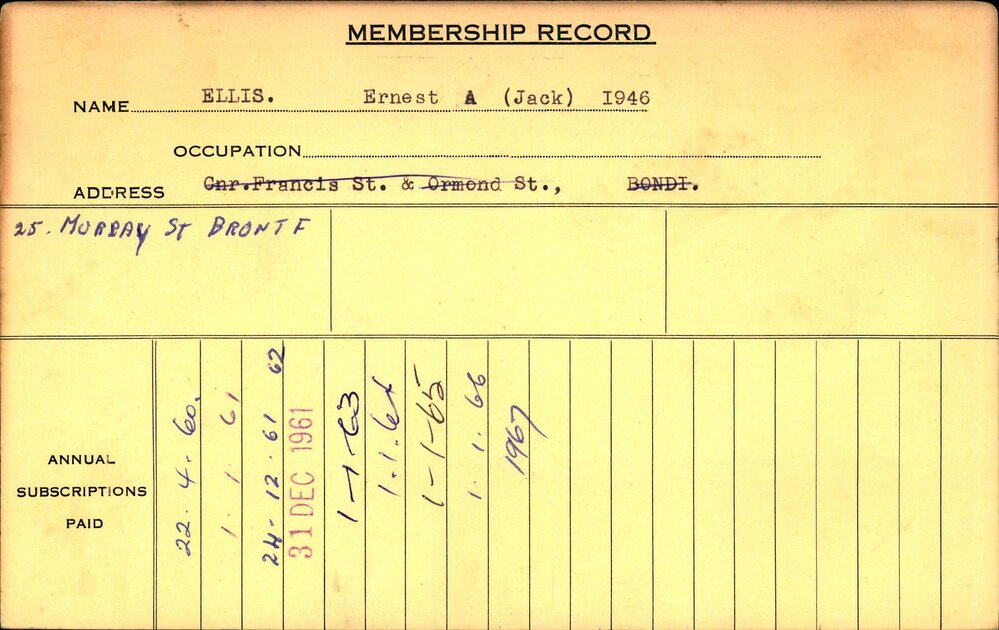 MEMBERSHIP RECORD
NAME ELLIS. Ernest A (Jack) 1946
OCCUPATION
ADDRESS Cnr.Francis St. & Ormond St., BONDI.
25. MURRAY ST BRONTE
ANNUAL
SUBSCRIPTIONS
PAID
22. 4. 60.
1. 1. 61
24. 12. 61 62
31 DEC 1961
1-1-63
1.1.64
1-1-65
1. 1. 66
1967